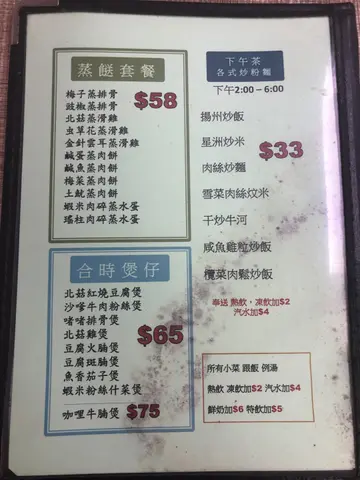 蒸餸套餐
梅子蒸排骨
豉椒蒸排骨
北菇蒸滑雞
虫草花蒸滑雞
金針雲耳蒸滑雞
鹹蛋蒸肉餅
鹹魚蒸肉餅
梅菜蒸肉餅
土魷蒸肉餅
蝦米肉碎蒸水蛋
瑤柱肉碎蒸水蛋
$58
合時煲仔
北菇紅燒豆腐煲
沙嗲牛肉粉絲煲
啫啫排骨煲
北菇雞煲
豆腐火腩煲
豆腐斑腩煲
魚香茄子煲
蝦米粉絲什菜煲
$65
咖哩牛腩煲 $75
下午茶
各式炒粉麵
下午2:00－6:00
揚州炒飯
星洲炒米
肉絲炒麵
雪菜肉絲炆米
干炒牛河
咸魚雞粒炒飯
欖菜肉鬆炒飯
$33
奉送 熱飲，凍飲加$2
汽水加$4
所有小菜 跟飯 例湯
熱飲 凍飲加$2 汽水加$4
鮮奶加$6 特飲加$5